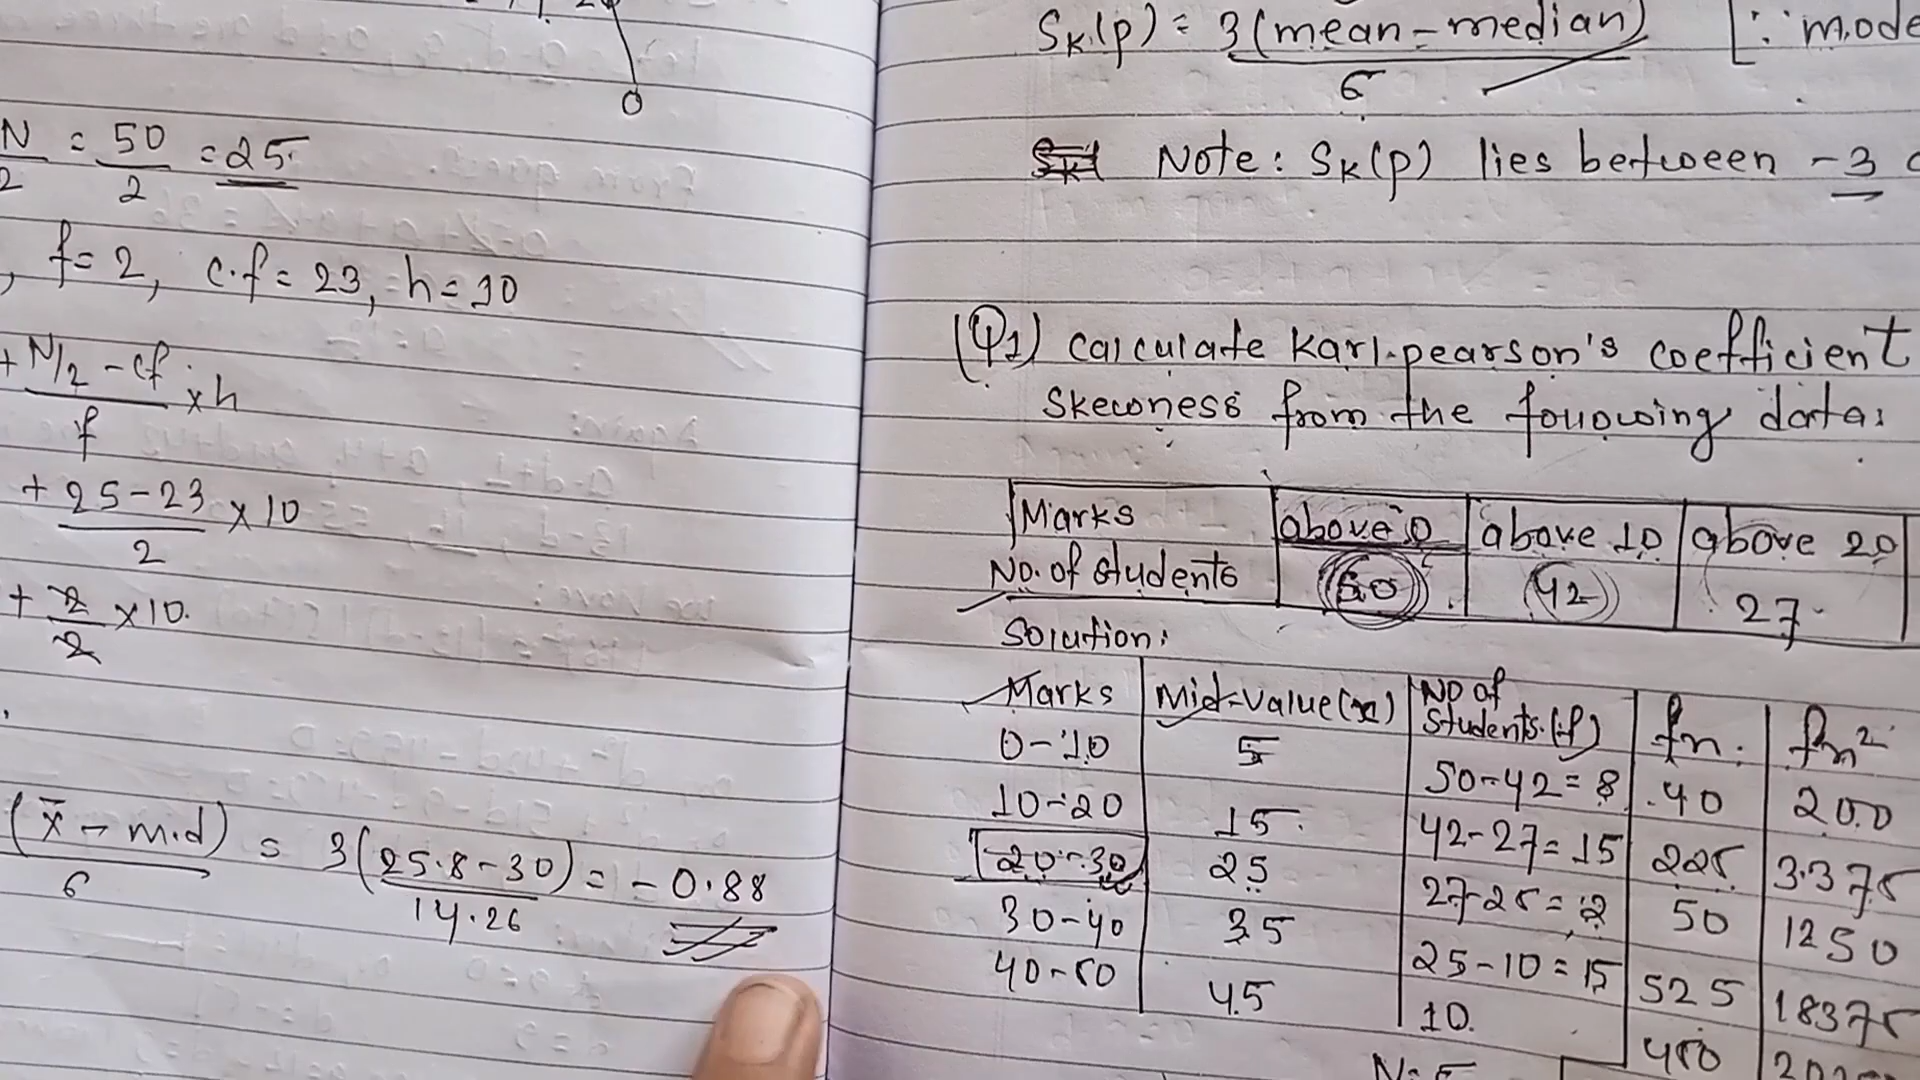 N/2 = 50/2 = 25
, f = 2, c.f = 23, h = 10
+ N/2 - cf / f × h
+ 25-23 / 2 × 10
+ 2/2 × 10.
(x̄ - m.d) / σ = 3(25.8-30) / 14.26 = -0.88
0
Sk.(p) = 3(mean-median) / σ [∵ mode
Note: Sk(p) lies between -3
(Q1) calculate Karl-pearson's coefficient
Skewness from the following data:
Marks above 0 above 10 above 20
No. of students 50 42 27
Solution:
Marks Mid-value(x) No of Students.(f) fx. fx²
0-10 5 50-42=8 40 200
10-20 15 42-27=15 225 3375
20-30 25 27-25=2 50 1250
30-40 35 25-10=15 525 18375
40-50 45 10. 450